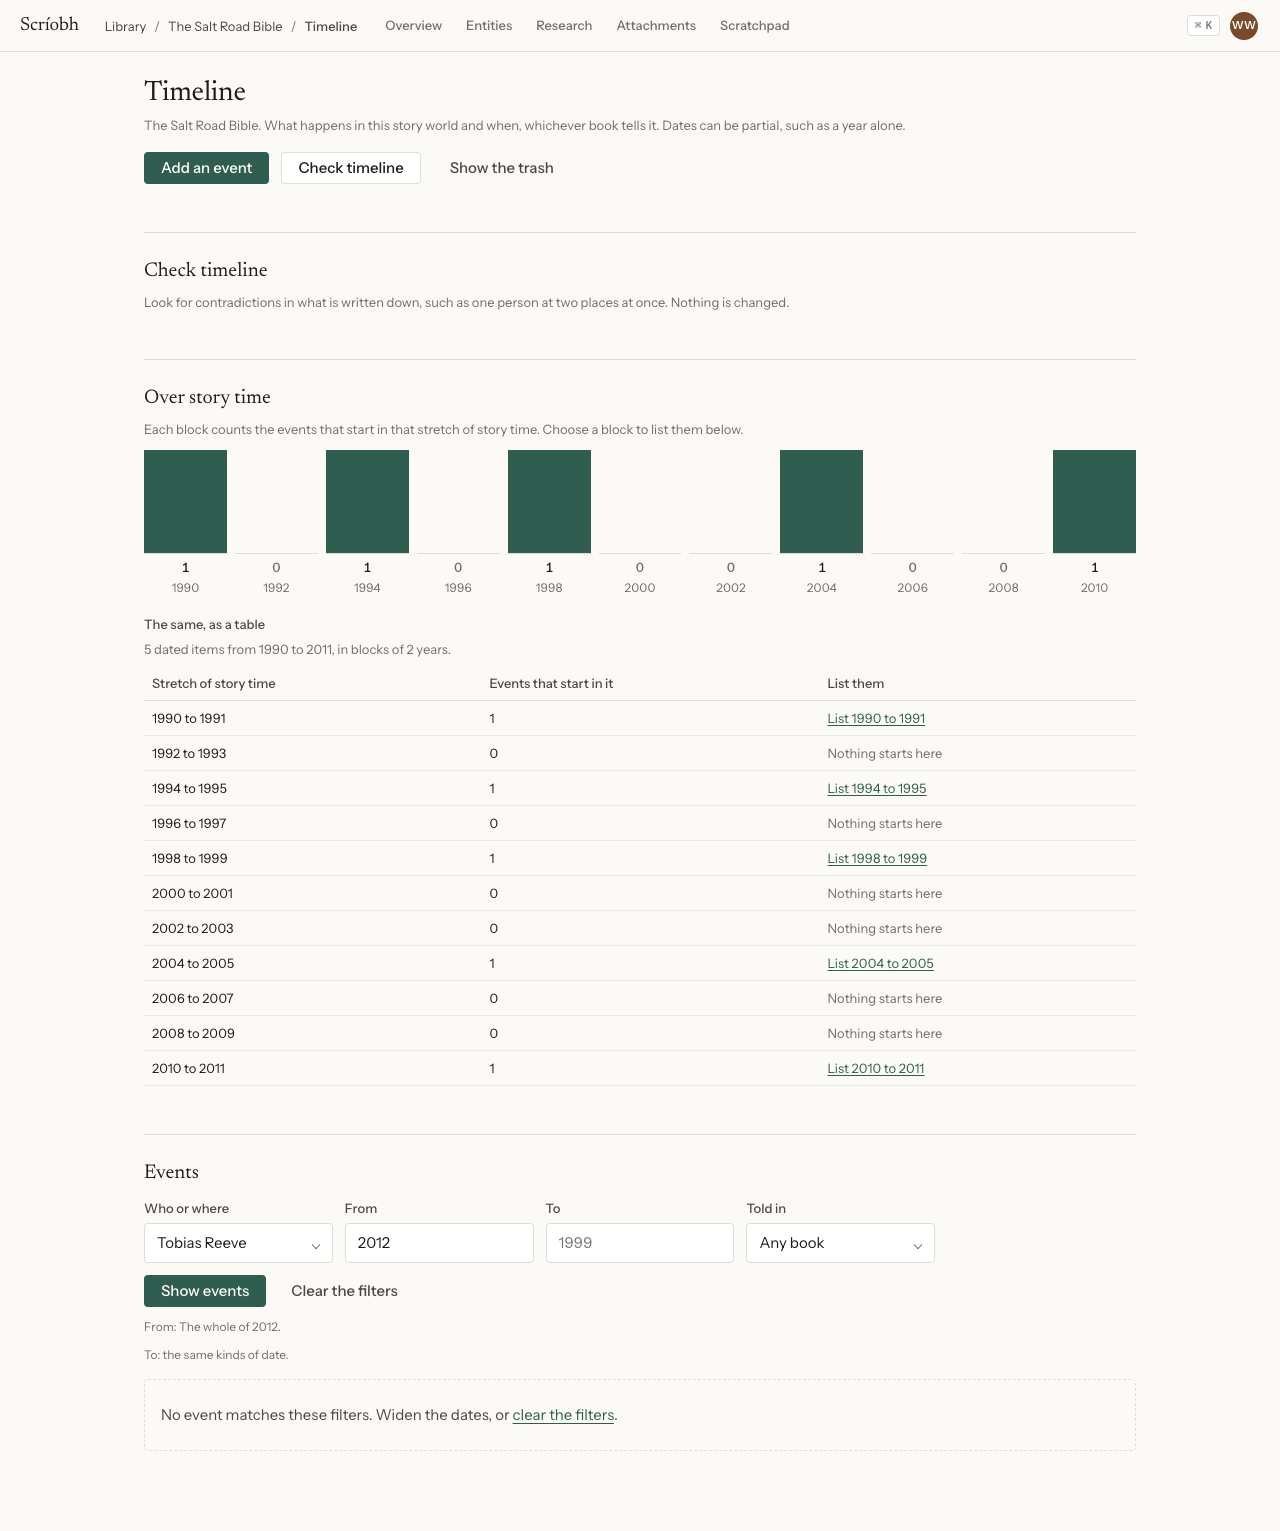 Scríobh
Library / The Salt Road Bible / Timeline
Overview
Entities
Research
Attachments
Scratchpad
⌘ K
WW
Timeline
The Salt Road Bible. What happens in this story world and when, whichever book tells it. Dates can be partial, such as a year alone.
Add an event
Check timeline
Show the trash
Check timeline
Look for contradictions in what is written down, such as one person at two places at once. Nothing is changed.
Over story time
Each block counts the events that start in that stretch of story time. Choose a block to list them below.
1 0 1 0 1 0 0 1 0 0 1
1990 1992 1994 1996 1998 2000 2002 2004 2006 2008 2010
The same, as a table
5 dated items from 1990 to 2011, in blocks of 2 years.
Stretch of story time Events that start in it List them
1990 to 1991 1 List 1990 to 1991
1992 to 1993 0 Nothing starts here
1994 to 1995 1 List 1994 to 1995
1996 to 1997 0 Nothing starts here
1998 to 1999 1 List 1998 to 1999
2000 to 2001 0 Nothing starts here
2002 to 2003 0 Nothing starts here
2004 to 2005 1 List 2004 to 2005
2006 to 2007 0 Nothing starts here
2008 to 2009 0 Nothing starts here
2010 to 2011 1 List 2010 to 2011
Events
Who or where From To Told in
Tobias Reeve 2012 1999 Any book
Show events Clear the filters
From: The whole of 2012.
To: the same kinds of date.
No event matches these filters. Widen the dates, or clear the filters.